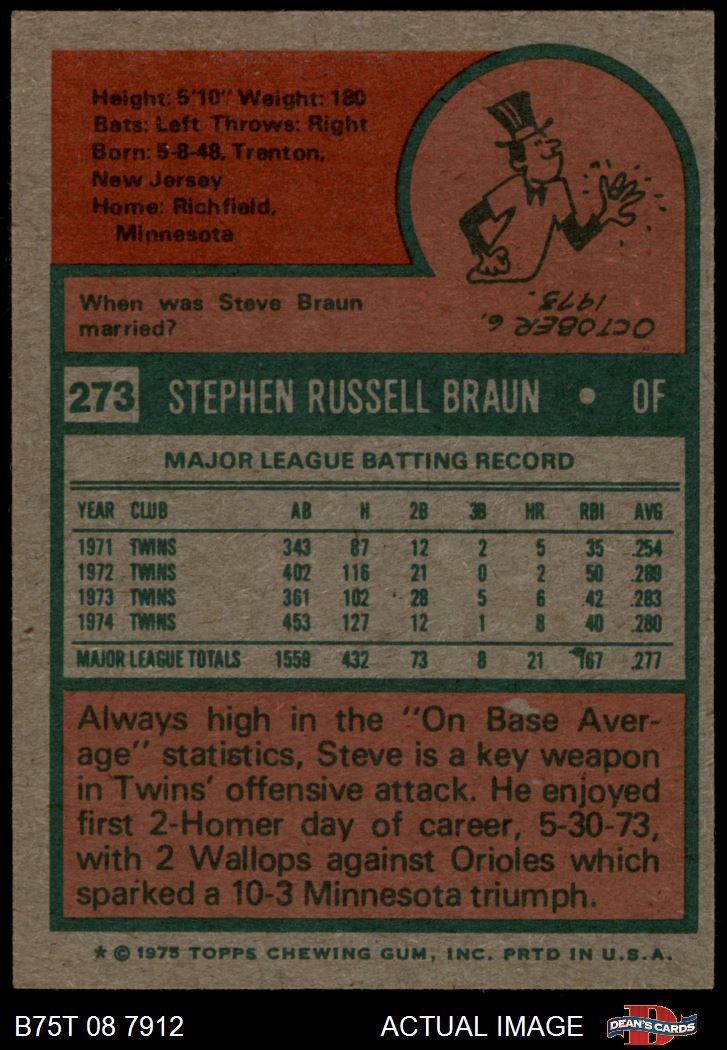 Height: 5'10" Weight: 180
Bats: Left Throws: Right
Born: 5-8-48, Trenton,
New Jersey
Home: Richfield,
Minnesota
When was Steve Braun
married?
OCTOBER 6,
1973.
273 STEPHEN RUSSELL BRAUN • OF
MAJOR LEAGUE BATTING RECORD
YEAR CLUB AB H 2B 3B HR RBI AVG
1971 TWINS 343 87 12 2 5 35 .254
1972 TWINS 402 116 21 0 2 50 .289
1973 TWINS 361 102 28 5 6 42 .283
1974 TWINS 453 127 12 1 8 40 .280
MAJOR LEAGUE TOTALS 1559 432 73 8 21 167 .277
Always high in the "On Base Aver-
age" statistics, Steve is a key weapon
in Twins' offensive attack. He enjoyed
first 2-Homer day of career, 5-30-73,
with 2 Wallops against Orioles which
sparked a 10-3 Minnesota triumph.
* © 1975 TOPPS CHEWING GUM, INC. PRTD IN U.S.A.
B75T 08 7912 ACTUAL IMAGE DEAN'S CARDS